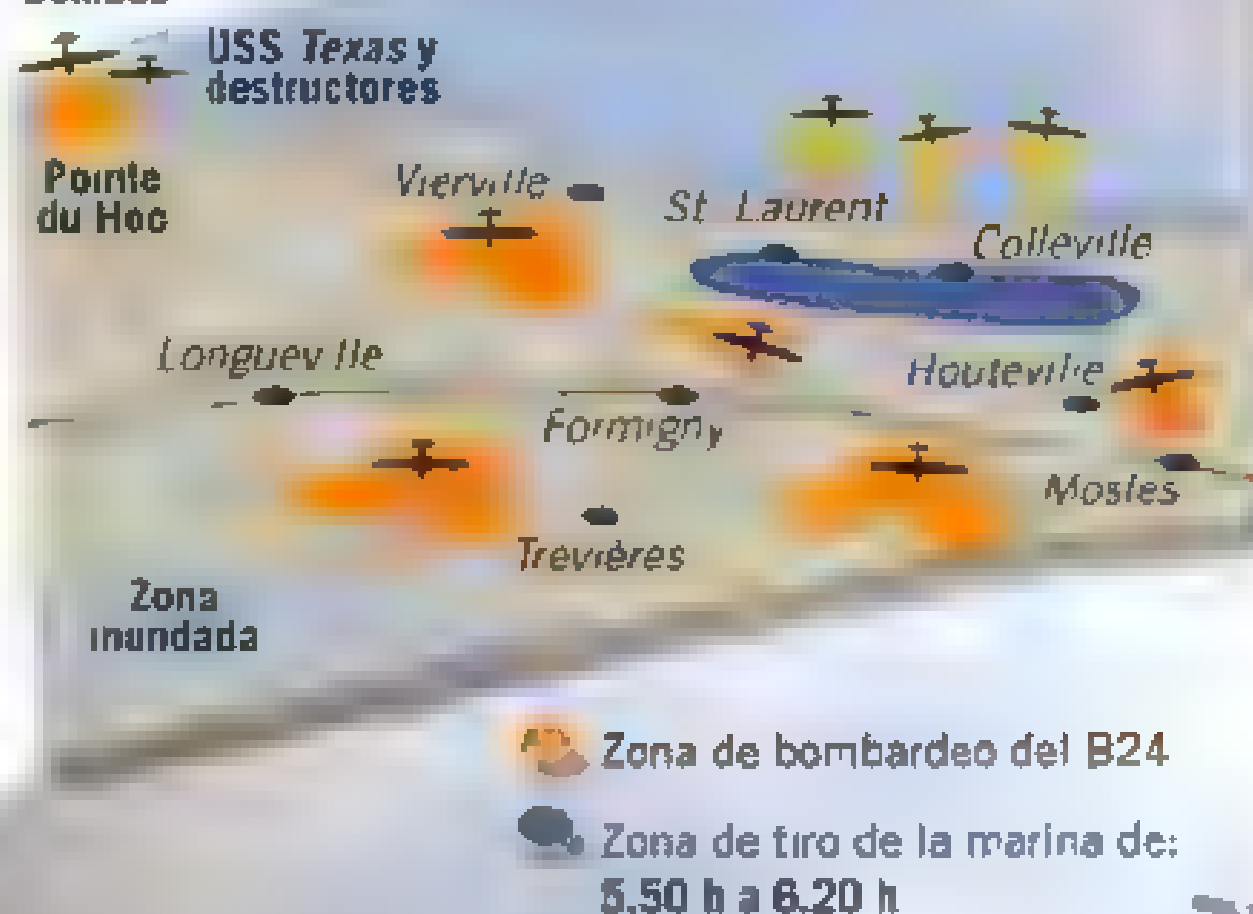 USS Texas y
destructores
Pointe
du Hoc
Vierville
St Laurent
Colleville
Longueville
Formigny
Houteville
Mosles
Trévières
Zona
inundada
Zona de bombardeo del B24
Zona de tiro de la marina de:
5.50 h a 6.20 h